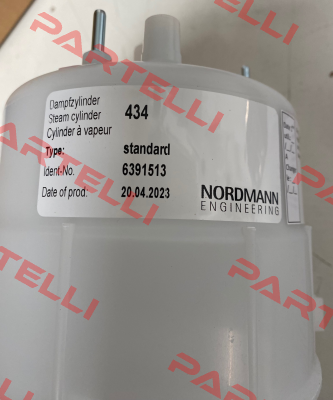 Dampfzylinder
Steam cylinder 434
Cylinder à vapeur
Type: standard
Ident-No. 6391513
Date of prod: 20.04.2023
NORDMANN
ENGINEERING
PARTELLI
PARTELLI
PARTELLI